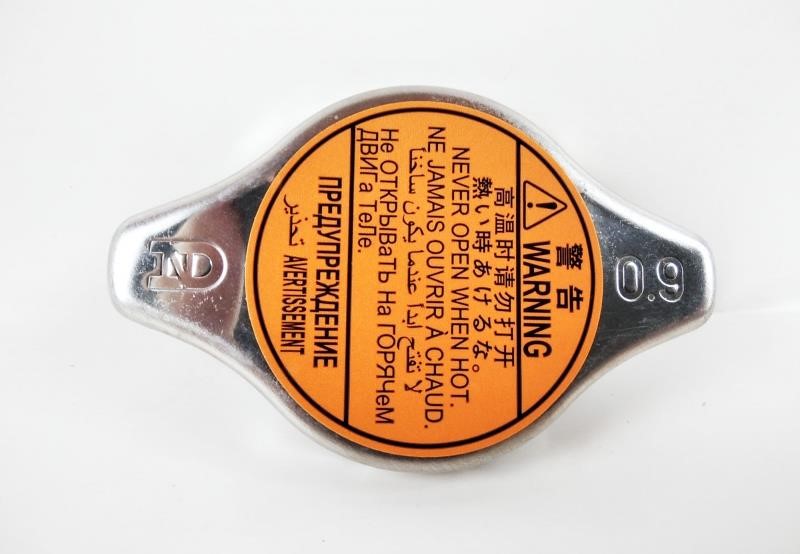 警告
WARNING
高温时请勿打开
熱い時あけるな。
NEVER OPEN WHEN HOT.
NE JAMAIS OUVRIR À CHAUD.
لا تفتح ابدا عندما يكون ساخناً
Не ОТКРЫВаТь На ГОРЯЧеМ
ДВИГаТеЛе.
ПРЕДУПРЕЖДЕНИЕ
تحذير AVERTISSEMENT
0.9
ND